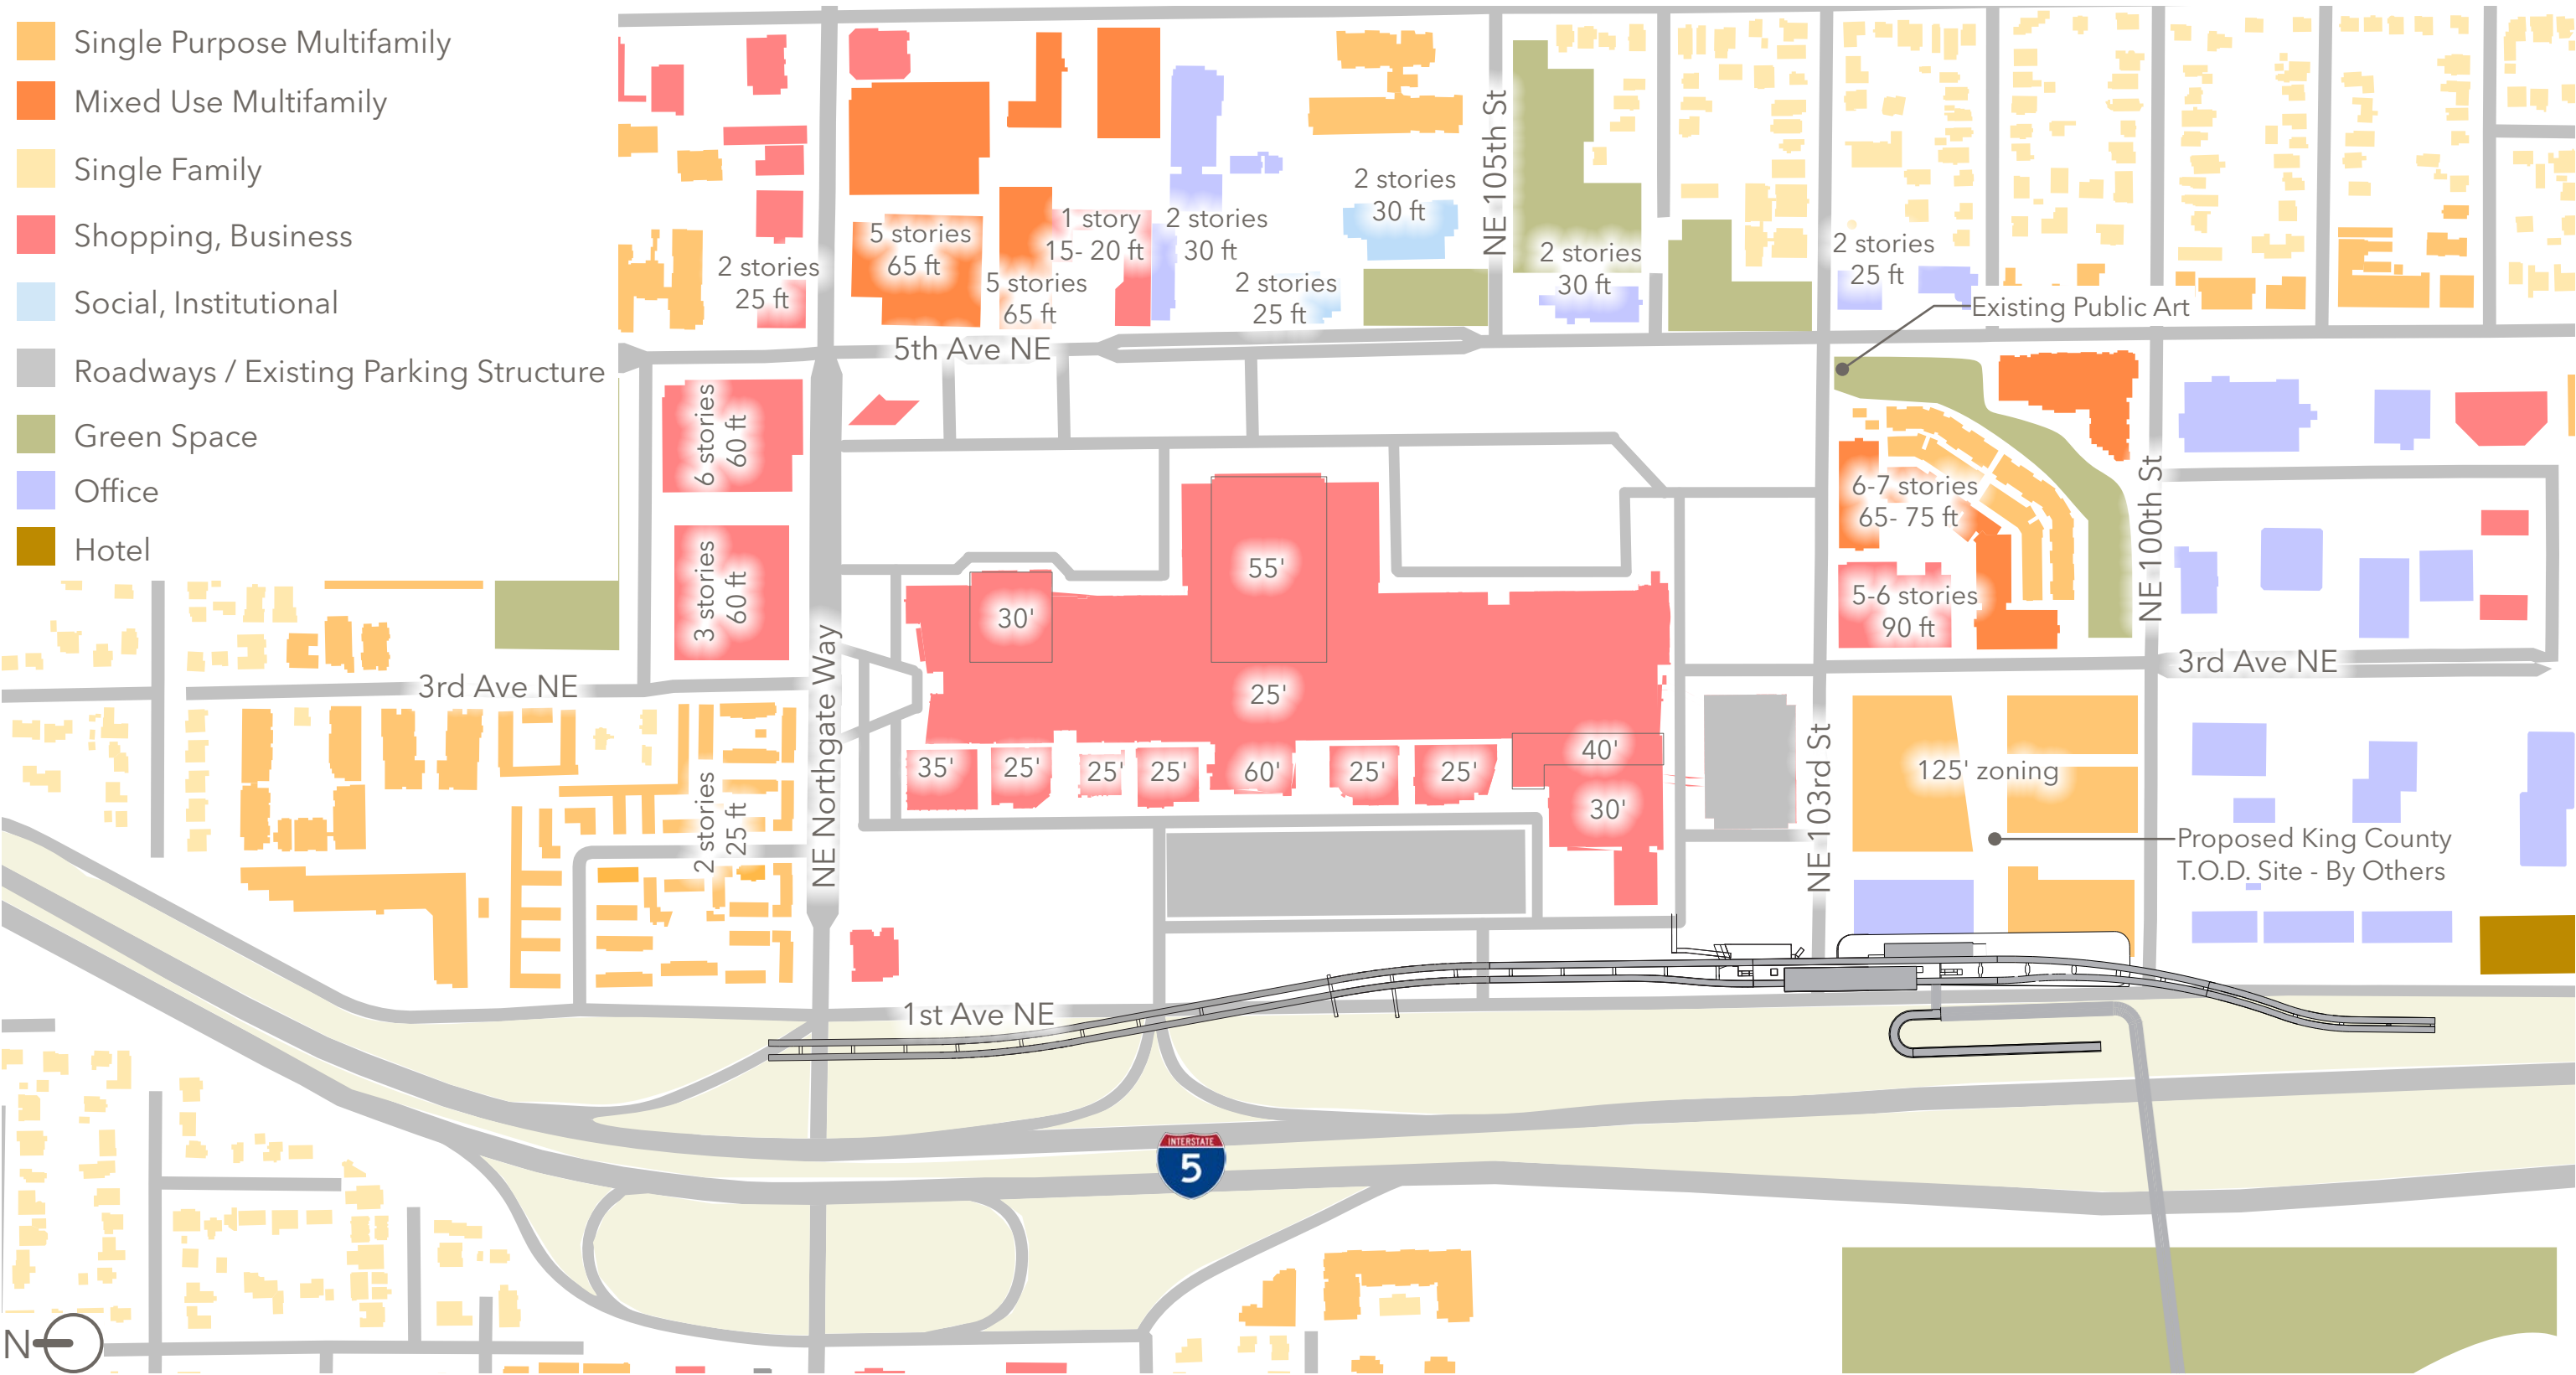 Single Purpose Multifamily
Mixed Use Multifamily
Single Family
Shopping, Business
Social, Institutional
Roadways / Existing Parking Structure
Green Space
Office
Hotel
2 stories
25 ft
5 stories
65 ft
5 stories
65 ft
1 story
15- 20 ft
2 stories
30 ft
2 stories
25 ft
2 stories
30 ft
NE 105th St
2 stories
30 ft
2 stories
25 ft
Existing Public Art
5th Ave NE
6 stories
60 ft
3 stories
60 ft
55'
30'
25'
6-7 stories
65- 75 ft
5-6 stories
90 ft
NE 100th St
3rd Ave NE
3rd Ave NE
NE Northgate Way
2 stories
25 ft
35'
25'
25'
25'
60'
25'
25'
40'
30'
NE 103rd St
125' zoning
Proposed King County
T.O.D. Site - By Others
1st Ave NE
INTERSTATE
5
N